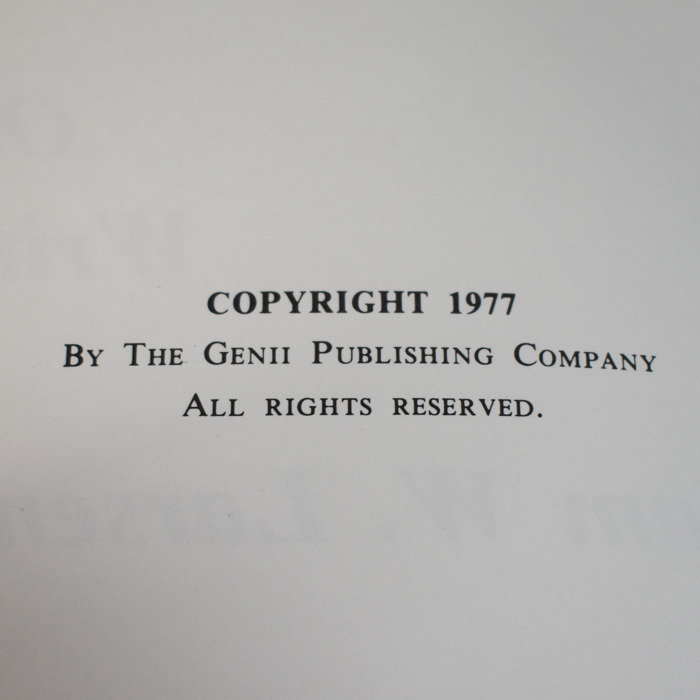 COPYRIGHT 1977
BY THE GENII PUBLISHING COMPANY
ALL RIGHTS RESERVED.